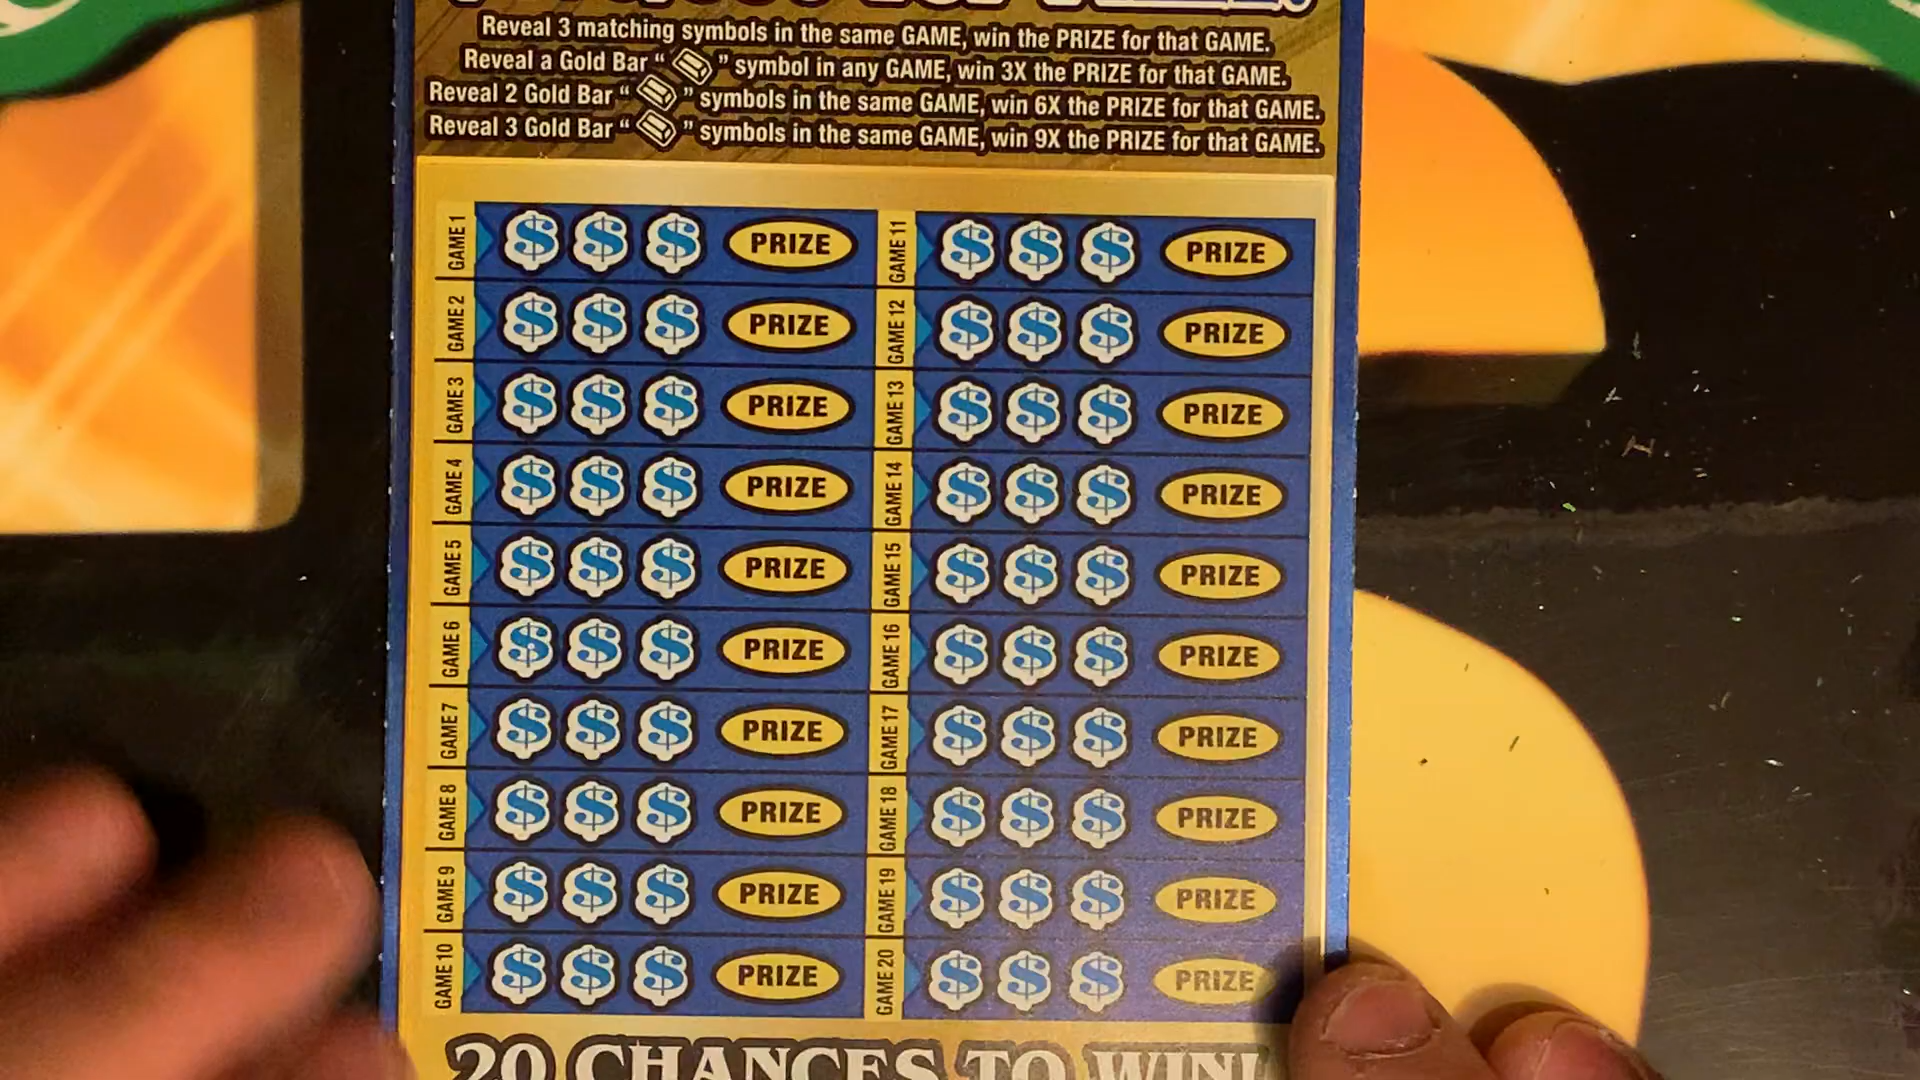 Reveal 3 matching symbols in the same GAME, win the PRIZE for that GAME.
Reveal a Gold Bar “ ” symbol in any GAME, win 3X the PRIZE for that GAME.
Reveal 2 Gold Bar “ ” symbols in the same GAME, win 6X the PRIZE for that GAME.
Reveal 3 Gold Bar “ ” symbols in the same GAME, win 9X the PRIZE for that GAME.
GAME 1 $ $ $ PRIZE GAME 11 $ $ $ PRIZE
GAME 2 $ $ $ PRIZE GAME 12 $ $ $ PRIZE
GAME 3 $ $ $ PRIZE GAME 13 $ $ $ PRIZE
GAME 4 $ $ $ PRIZE GAME 14 $ $ $ PRIZE
GAME 5 $ $ $ PRIZE GAME 15 $ $ $ PRIZE
GAME 6 $ $ $ PRIZE GAME 16 $ $ $ PRIZE
GAME 7 $ $ $ PRIZE GAME 17 $ $ $ PRIZE
GAME 8 $ $ $ PRIZE GAME 18 $ $ $ PRIZE
GAME 9 $ $ $ PRIZE GAME 19 $ $ $ PRIZE
GAME 10 $ $ $ PRIZE GAME 20 $ $ $ PRIZE
20 CHANCES TO WIN!